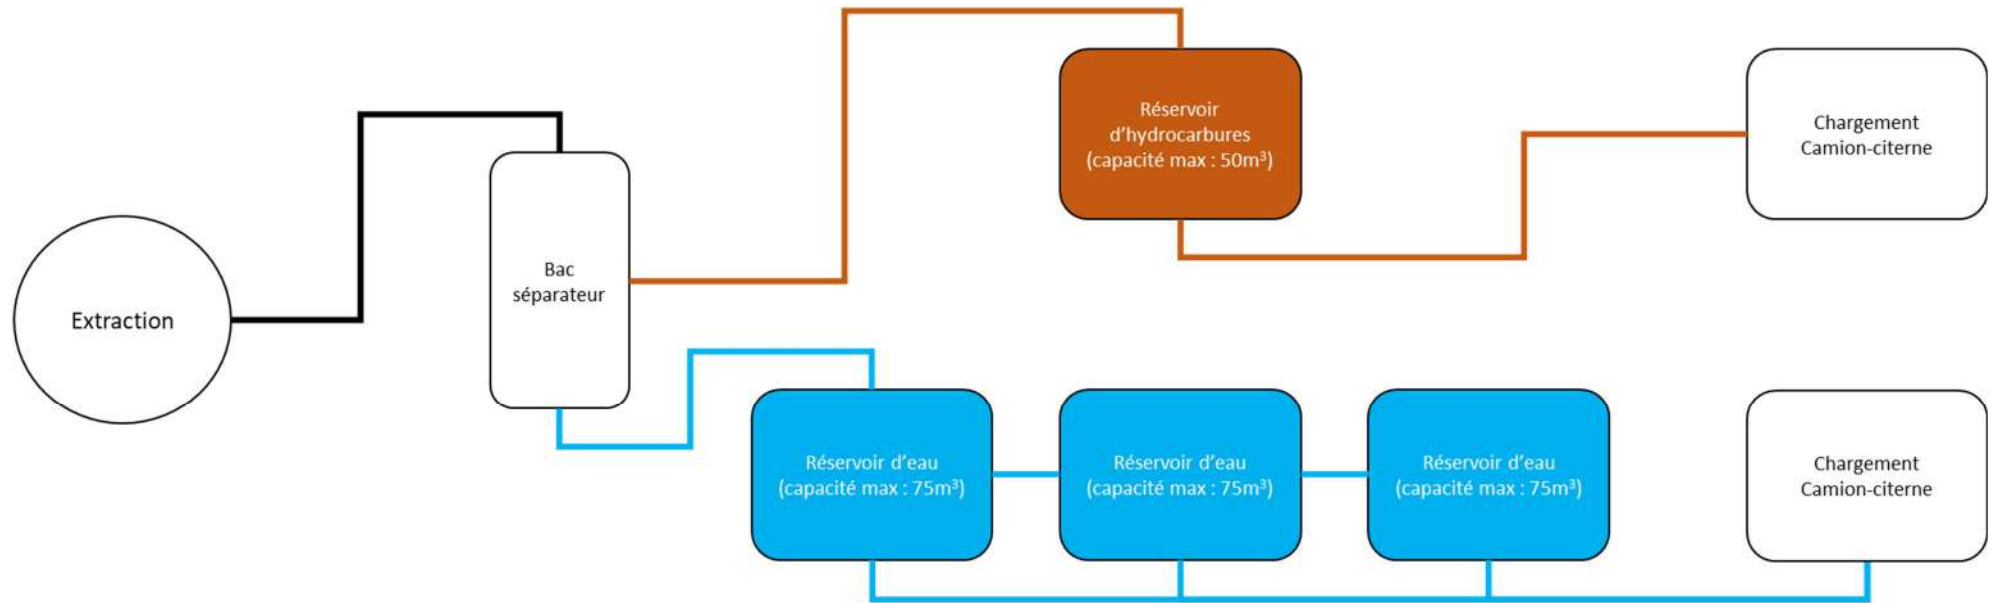 Extraction
Bac
séparateur
Réservoir
d’hydrocarbures
(capacité max : 50m³)
Chargement
Camion-citerne
Réservoir d’eau
(capacité max : 75m³)
Réservoir d’eau
(capacité max : 75m³)
Réservoir d’eau
(capacité max : 75m³)
Chargement
Camion-citerne